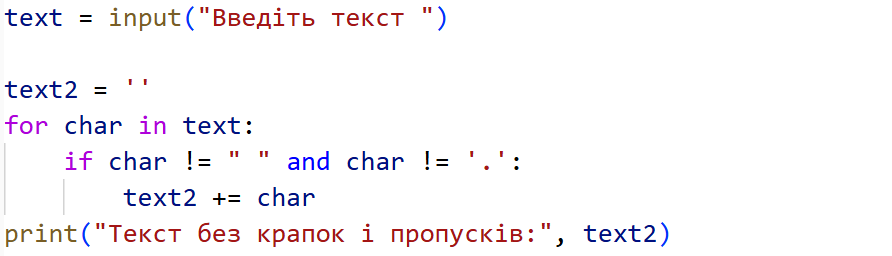 text = input("Введіть текст ")
text2 = ''
for char in text:
    if char != " " and char != '.':
        text2 += char
print("Текст без крапок і пропусків:", text2)